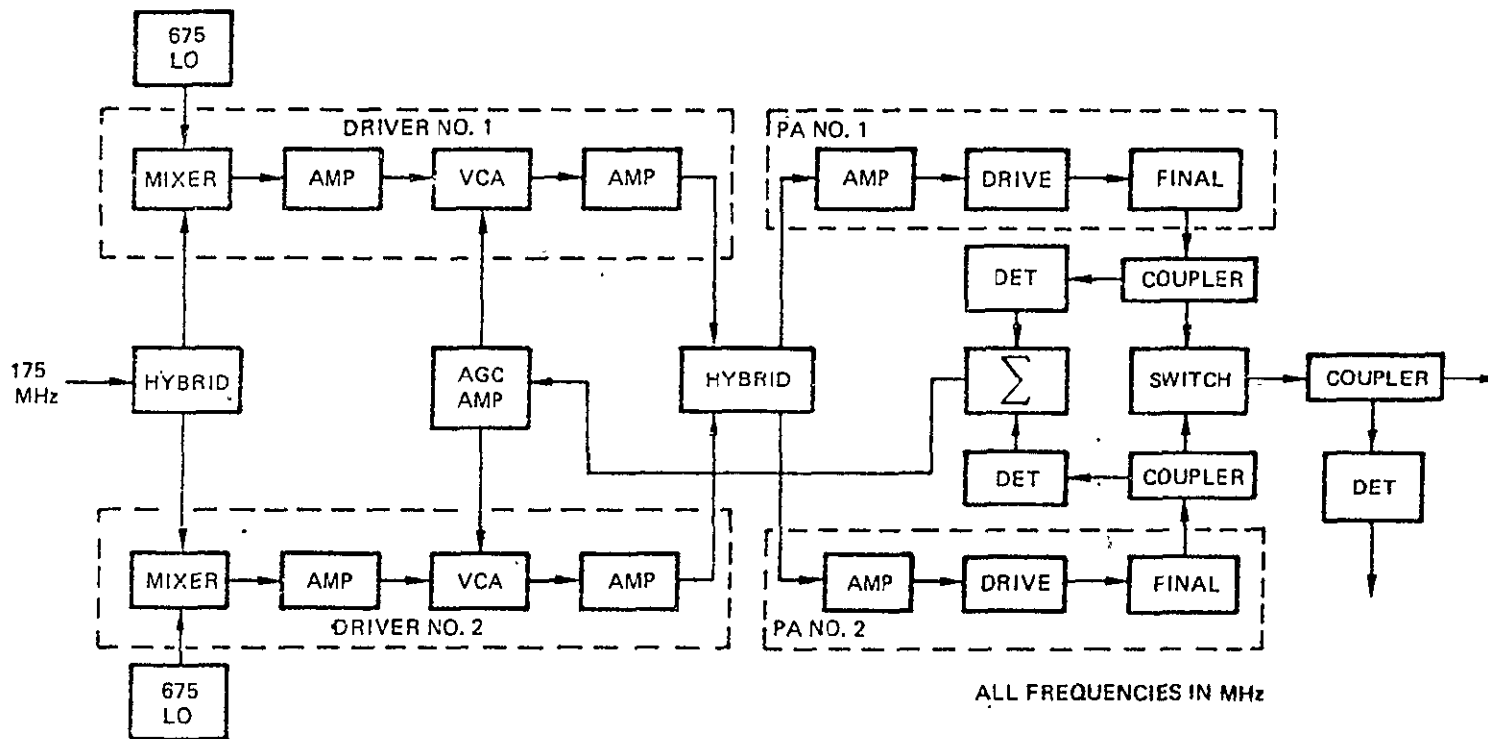 675
LO
DRIVER NO. 1
PA NO. 1
MIXER
AMP
VCA
AMP
AMP
DRIVE
FINAL
DET
COUPLER
175
MHz
HYBRID
AGC
AMP
HYBRID
∑
SWITCH
COUPLER
DET
COUPLER
DET
MIXER
AMP
VCA
AMP
AMP
DRIVE
FINAL
DRIVER NO. 2
PA NO. 2
675
LO
ALL FREQUENCIES IN MHz